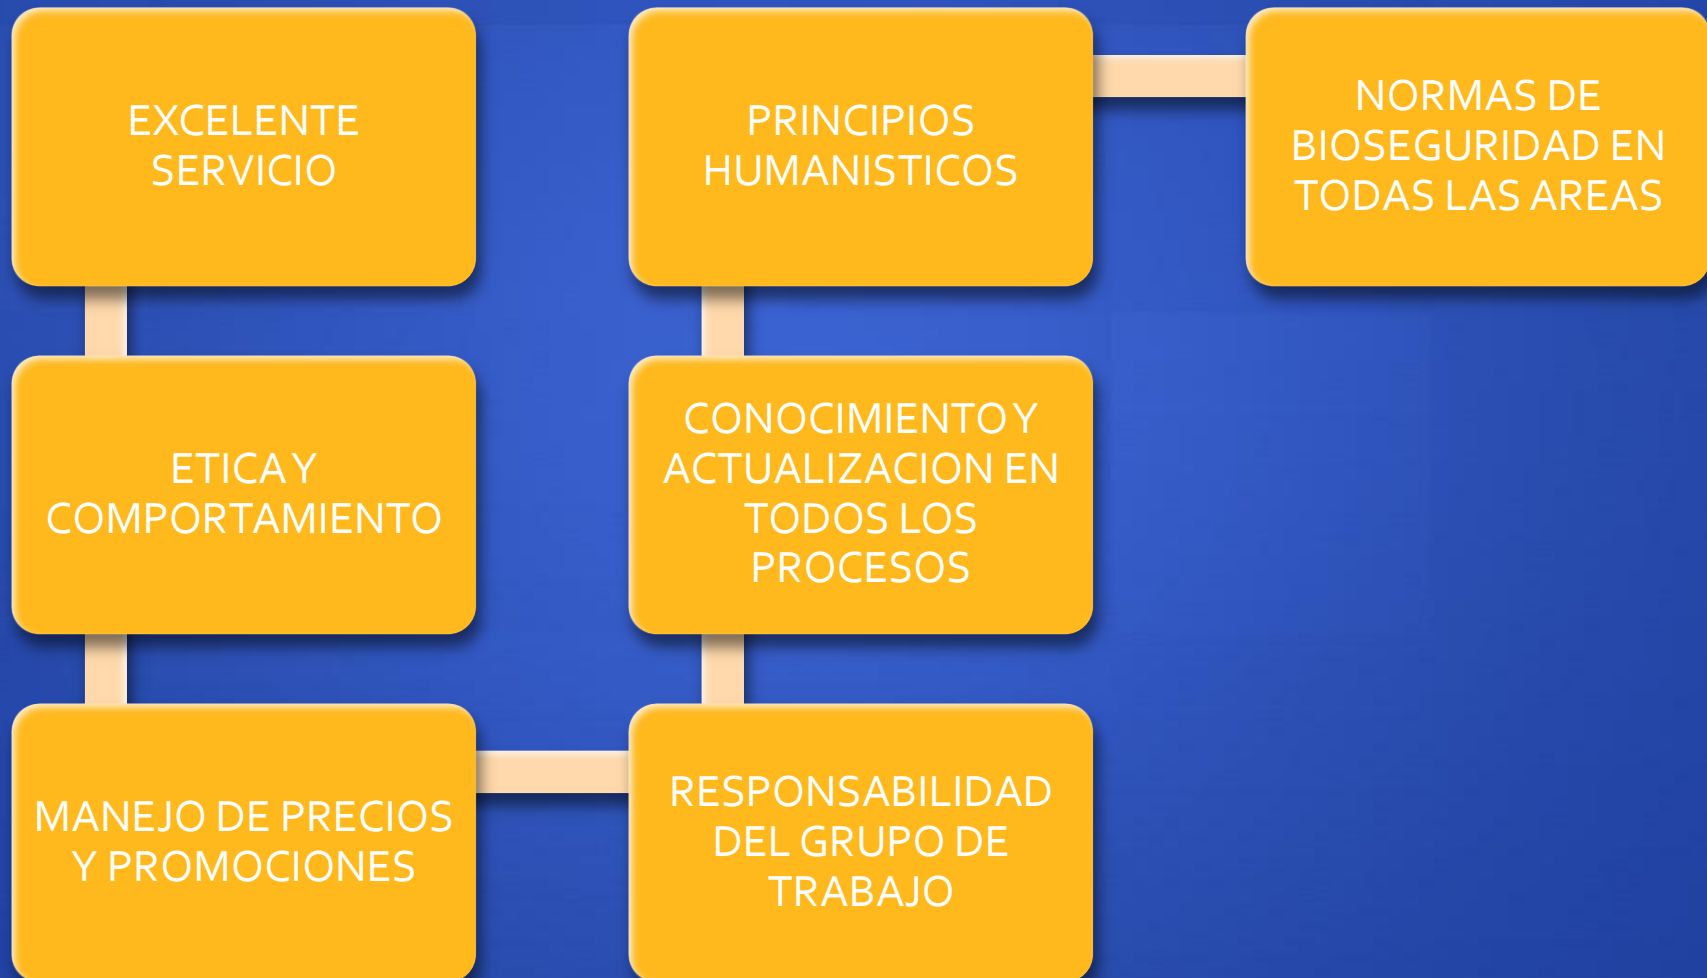 EXCELENTE
SERVICIO
ETICA Y
COMPORTAMIENTO
MANEJO DE PRECIOS
Y PROMOCIONES
RESPONSABILIDAD
DEL GRUPO DE
TRABAJO
CONOCIMIENTO Y
ACTUALIZACION EN
TODOS LOS
PROCESOS
PRINCIPIOS
HUMANISTICOS
NORMAS DE
BIOSEGURIDAD EN
TODAS LAS AREAS